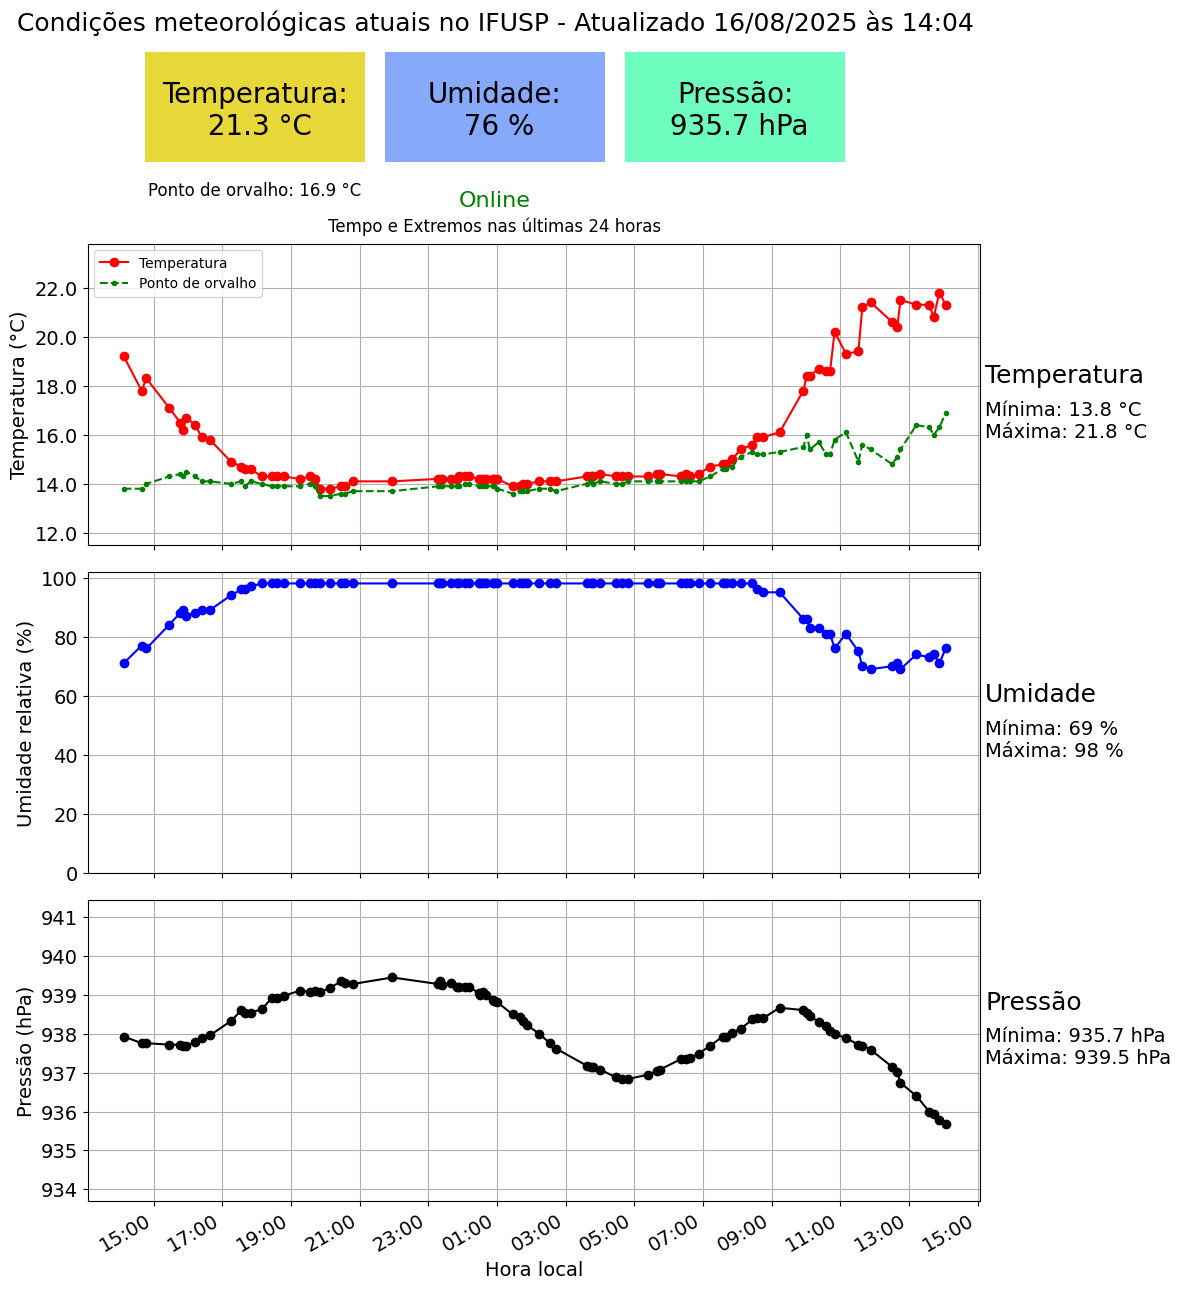 Condições meteorológicas atuais no IFUSP - Atualizado 16/08/2025 às 14:04
Temperatura:
21.3 °C
Umidade:
76 %
Pressão:
935.7 hPa
Ponto de orvalho: 16.9 °C
Online
Tempo e Extremos nas últimas 24 horas
Temperatura
Ponto de orvalho
Temperatura (°C)
22.0
20.0
18.0
16.0
14.0
12.0
Temperatura
Mínima: 13.8 °C
Máxima: 21.8 °C
Umidade relativa (%)
100
80
60
40
20
0
Umidade
Mínima: 69 %
Máxima: 98 %
Pressão (hPa)
941
940
939
938
937
936
935
934
Pressão
Mínima: 935.7 hPa
Máxima: 939.5 hPa
15:00 17:00 19:00 21:00 23:00 01:00 03:00 05:00 07:00 09:00 11:00 13:00 15:00
Hora local